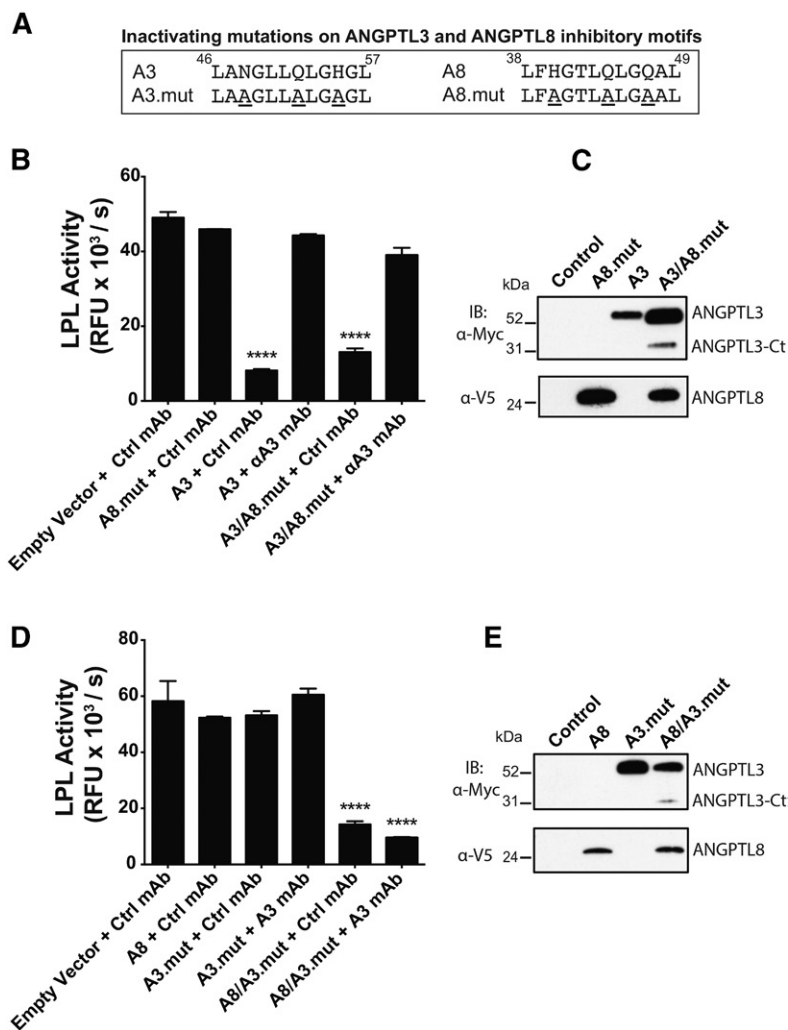 A
Inactivating mutations on ANGPTL3 and ANGPTL8 inhibitory motifs
46 57 38 49
A3 LANGLLQLGHGL A8 LFHGTLQLGQAL
A3.mut LAAGLLALGAGL A8.mut LFAGTLALGAAL
B
LPL Activity
(RFU x 10³ / s)
60
40
20
0
****
****
Empty Vector + Ctrl mAb
A8.mut + Ctrl mAb
A3 + Ctrl mAb
A3 + αA3 mAb
A3/A8.mut + Ctrl mAb
A3/A8.mut + αA3 mAb
C
Control
A8.mut
A3
A3/A8.mut
kDa
IB:
α-Myc
52
31
ANGPTL3
ANGPTL3-Ct
α-V5
24
ANGPTL8
D
LPL Activity
(RFU x 10³ / s)
80
60
40
20
0
****
****
Empty Vector + Ctrl mAb
A8 + Ctrl mAb
A3.mut + Ctrl mAb
A3.mut + A3 mAb
A8/A3.mut + Ctrl mAb
A8/A3.mut + A3 mAb
E
Control
A8
A3.mut
A8/A3.mut
kDa
IB:
α-Myc
52
31
ANGPTL3
ANGPTL3-Ct
α-V5
24
ANGPTL8